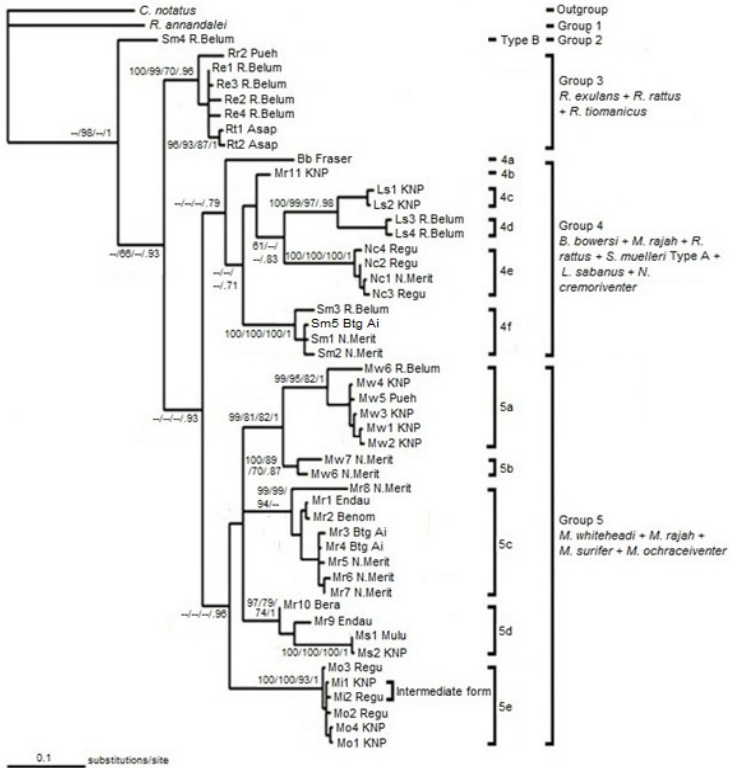 C. notatus
Outgroup
R. annandalei
Group 1
Sm4 R.Belum
Type B
Group 2
Rr2 Pueh
100/99/70/.96
Re1 R.Belum
Re3 R.Belum
Re2 R.Belum
Re4 R.Belum
Rt1 Asap
96/93/87/1
Rt2 Asap
Group 3
R. exulans + R. rattus
+ R. tiomanicus
--/98/--/1
Bb Fraser
4a
Mr11 KNP
4b
--/--/--/.79
Ls1 KNP
100/99/97/.98
Ls2 KNP
4c
Ls3 R.Belum
Ls4 R.Belum
4d
--/66/--/.93
61/--/
--/.83
Nc4 Regu
100/100/100/1
Nc2 Regu
Nc1 N.Merit
Nc3 Regu
4e
--/--/
--/.71
Sm3 R.Belum
Sm5 Btg Ai
100/100/100/1
Sm1 N.Merit
Sm2 N.Merit
4f
Group 4
B. bowersi + M. rajah + R.
rattus + S. muelleri Type A +
L. sabanus + N.
cremoriventer
Mw6 R.Belum
99/95/82/1
Mw4 KNP
Mw5 Pueh
Mw3 KNP
Mw1 KNP
Mw2 KNP
5a
--/--/--/.93
99/81/82/1
100/89
/70/.87
Mw7 N.Merit
Mw6 N.Merit
5b
99/99/
94/--
Mr8 N.Merit
Mr1 Endau
Mr2 Benom
Mr3 Btg Ai
Mr4 Btg Ai
Mr5 N.Merit
Mr6 N.Merit
Mr7 N.Merit
5c
Group 5
M. whiteheadi + M. rajah +
M. surifer + M. ochraceiventer
97/79/
74/1
Mr10 Bera
Mr9 Endau
Ms1 Mulu
100/100/100/1
Ms2 KNP
5d
--/--/--/.96
Mo3 Regu
100/100/93/1
Mi1 KNP
Mi2 Regu
Intermediate form
Mo2 Regu
Mo4 KNP
Mo1 KNP
5e
0.1
substitutions/site